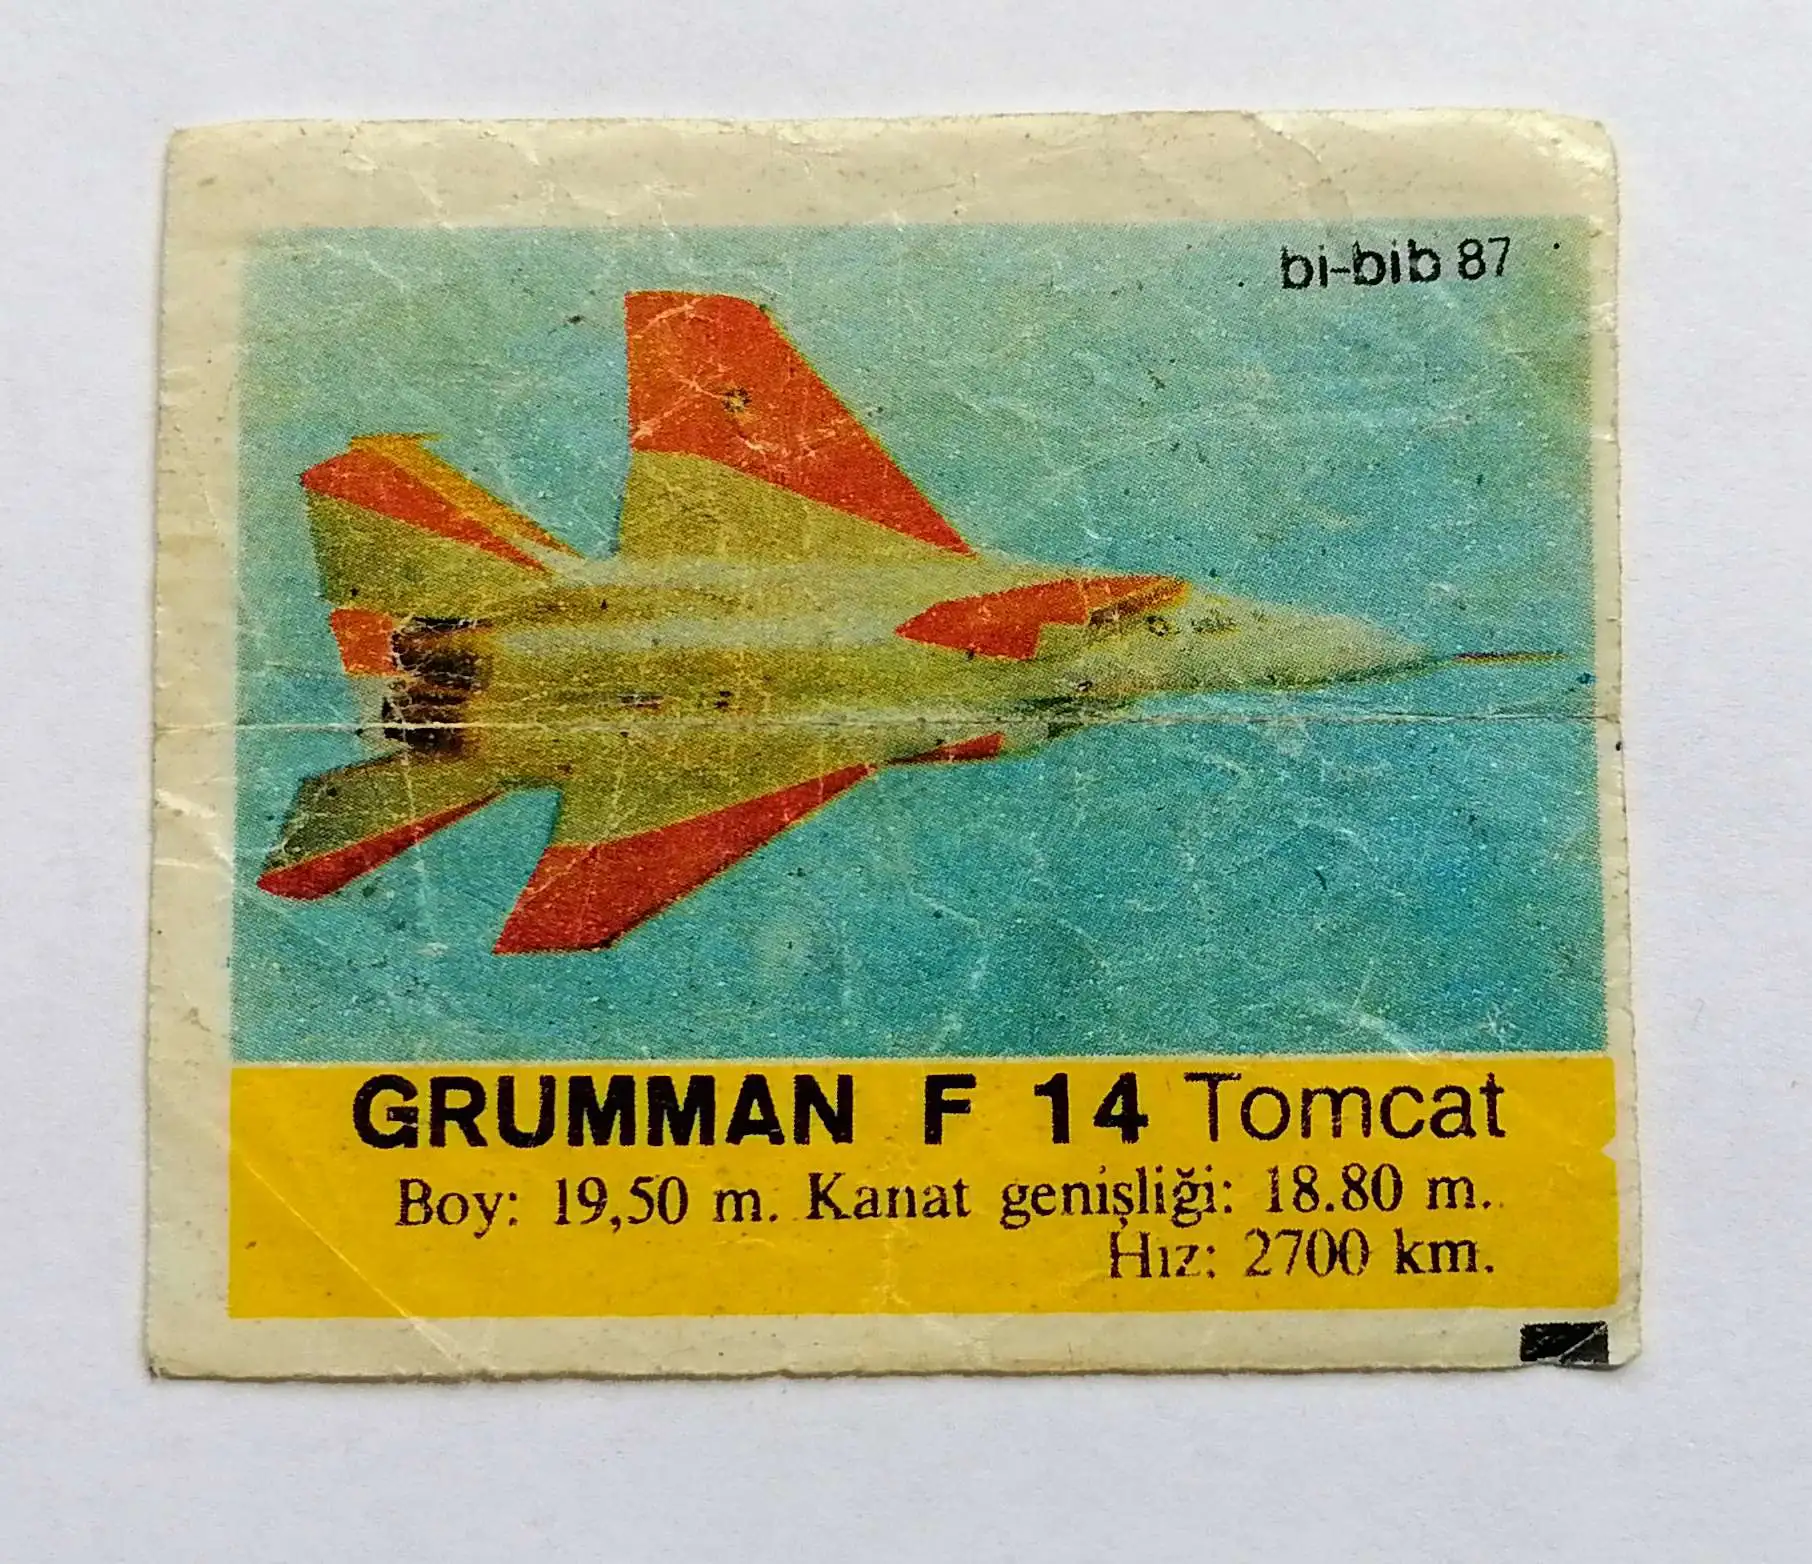 bi-bib 87
GRUMMAN F 14 Tomcat
Boy: 19,50 m. Kanat genişliği: 18.80 m.
Hız: 2700 km.